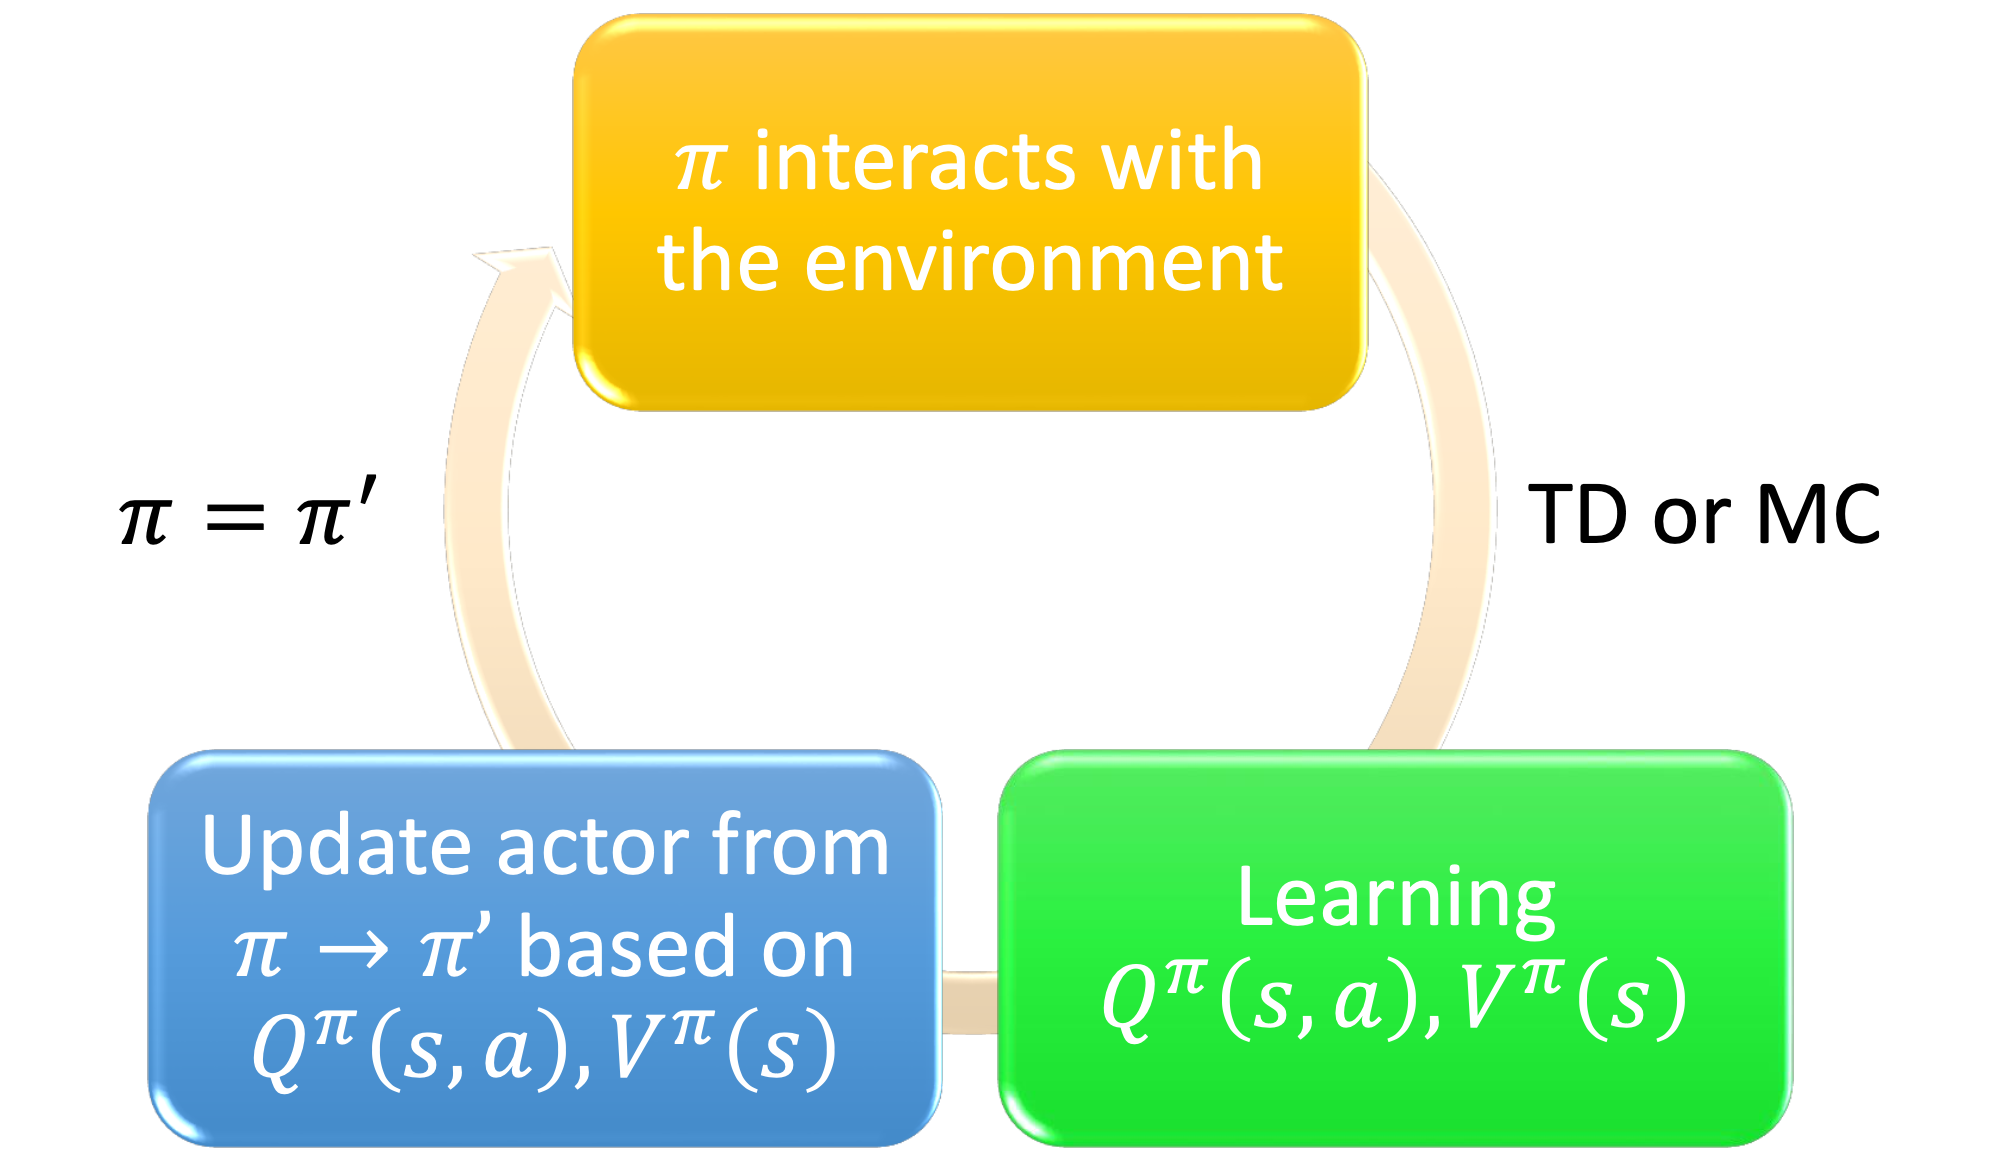 𝜋 interacts with
the environment
𝜋 = 𝜋′
TD or MC
Update actor from
𝜋 → 𝜋’ based on
𝑄^𝜋(𝑠, 𝑎), 𝑉^𝜋(𝑠)
Learning
𝑄^𝜋(𝑠, 𝑎), 𝑉^𝜋(𝑠)